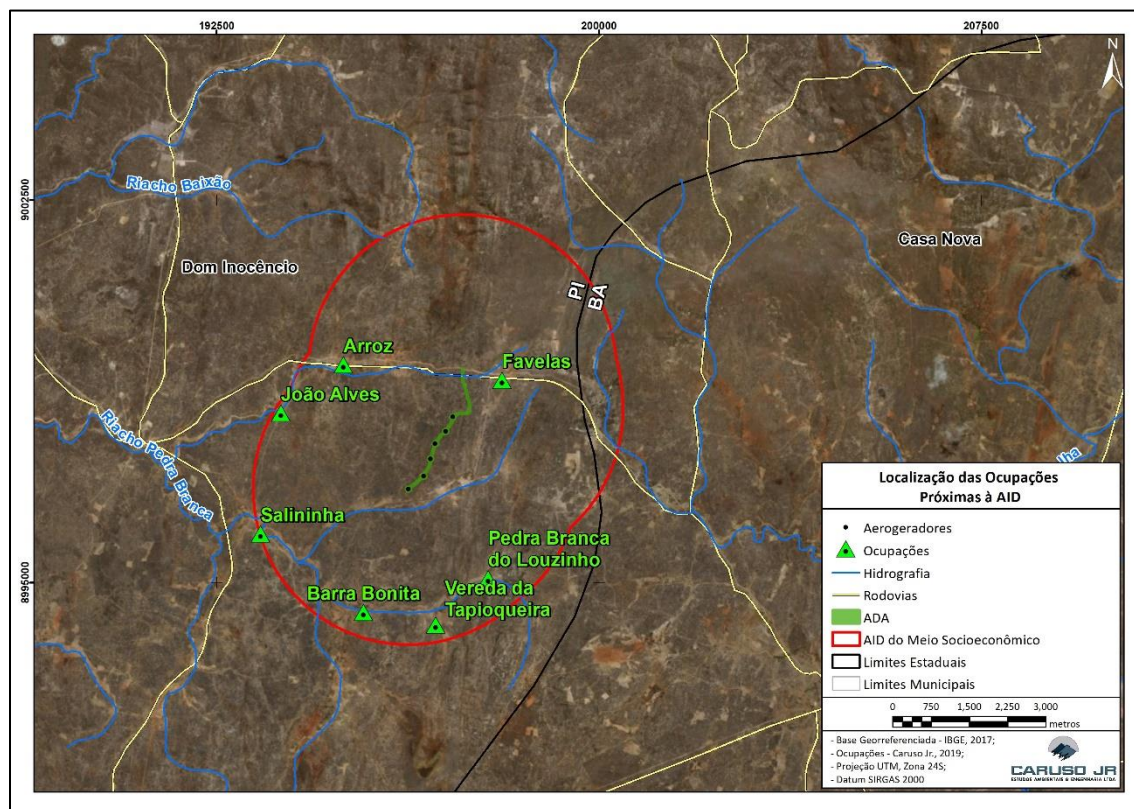 192500
200000
207500
N
9002500
Riacho Baixão
Casa Nova
Dom Inocêncio
PI
BA
Arroz
Favelas
João Alves
Riacho Pedra Branca
lha
Salininha
Pedra Branca
do Louzinho
8995000
Barra Bonita
Vereda da
Tapioqueira
Localização das Ocupações
Próximas à AID
Aerogeradores
Ocupações
Hidrografia
Rodovias
ADA
AID do Meio Socioeconômico
Limites Estaduais
Limites Municipais
0 750 1,500 2,250 3,000
metros
- Base Georreferenciada - IBGE, 2017;
- Ocupações - Caruso Jr., 2019;
- Projeção UTM, Zona 24S;
- Datum SIRGAS 2000
CARUSO JR
ESTUDOS AMBIENTAIS & ENGENHARIA LTDA